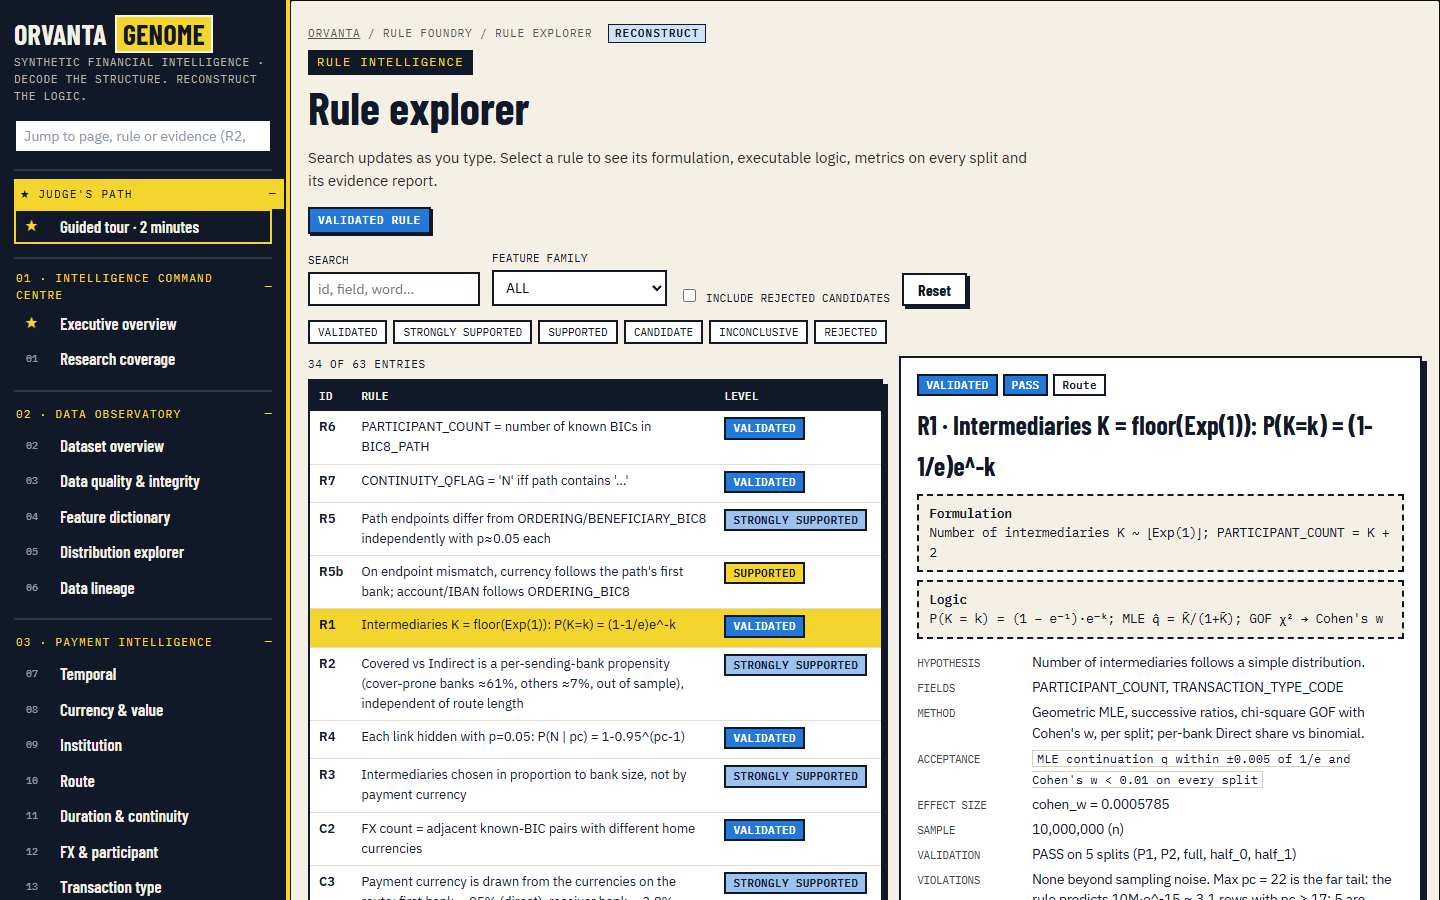 ORVANTA GENOME
SYNTHETIC FINANCIAL INTELLIGENCE ·
DECODE THE STRUCTURE. RECONSTRUCT
THE LOGIC.
Jump to page, rule or evidence (R2,
★ JUDGE'S PATH –
★ Guided tour · 2 minutes
01 · INTELLIGENCE COMMAND
CENTRE –
★ Executive overview
01 Research coverage
02 · DATA OBSERVATORY –
02 Dataset overview
03 Data quality & integrity
04 Feature dictionary
05 Distribution explorer
06 Data lineage
03 · PAYMENT INTELLIGENCE –
07 Temporal
08 Currency & value
09 Institution
10 Route
11 Duration & continuity
12 FX & participant
13 Transaction type
ORVANTA / RULE FOUNDRY / RULE EXPLORER RECONSTRUCT
RULE INTELLIGENCE
Rule explorer
Search updates as you type. Select a rule to see its formulation, executable logic, metrics on every split and
its evidence report.
VALIDATED RULE
SEARCH
id, field, word...
FEATURE FAMILY
ALL
INCLUDE REJECTED CANDIDATES
Reset
VALIDATED STRONGLY SUPPORTED SUPPORTED CANDIDATE INCONCLUSIVE REJECTED
34 OF 63 ENTRIES
ID RULE LEVEL
R6 PARTICIPANT_COUNT = number of known BICs in
BIC8_PATH VALIDATED
R7 CONTINUITY_QFLAG = 'N' iff path contains '...' VALIDATED
R5 Path endpoints differ from ORDERING/BENEFICIARY_BIC8
independently with p≈0.05 each STRONGLY SUPPORTED
R5b On endpoint mismatch, currency follows the path's first
bank; account/IBAN follows ORDERING_BIC8 SUPPORTED
R1 Intermediaries K = floor(Exp(1)): P(K=k) = (1-1/e)e^-k VALIDATED
R2 Covered vs Indirect is a per-sending-bank propensity
(cover-prone banks ≈61%, others ≈7%, out of sample),
independent of route length STRONGLY SUPPORTED
R4 Each link hidden with p=0.05: P(N | pc) = 1-0.95^(pc-1) VALIDATED
R3 Intermediaries chosen in proportion to bank size, not by
payment currency STRONGLY SUPPORTED
C2 FX count = adjacent known-BIC pairs with different home
currencies VALIDATED
C3 Payment currency is drawn from the currencies on the
STRONGLY SUPPORTED
VALIDATED PASS Route
R1 · Intermediaries K = floor(Exp(1)): P(K=k) = (1-
1/e)e^-k
Formulation
Number of intermediaries K ~ ⌊Exp(1)⌋; PARTICIPANT_COUNT = K +
2
Logic
P(K = k) = (1 − e⁻¹)·e⁻ᵏ; MLE q̂ = K̄/(1+K̄); GOF χ² → Cohen's w
HYPOTHESIS Number of intermediaries follows a simple distribution.
FIELDS PARTICIPANT_COUNT, TRANSACTION_TYPE_CODE
METHOD Geometric MLE, successive ratios, chi-square GOF with
Cohen's w, per split; per-bank Direct share vs binomial.
ACCEPTANCE MLE continuation q within ±0.005 of 1/e and
Cohen's w < 0.01 on every split
EFFECT SIZE cohen_w = 0.0005785
SAMPLE 10,000,000 (n)
VALIDATION PASS on 5 splits (P1, P2, full, half_0, half_1)
VIOLATIONS None beyond sampling noise. Max pc = 22 is the far tail: the